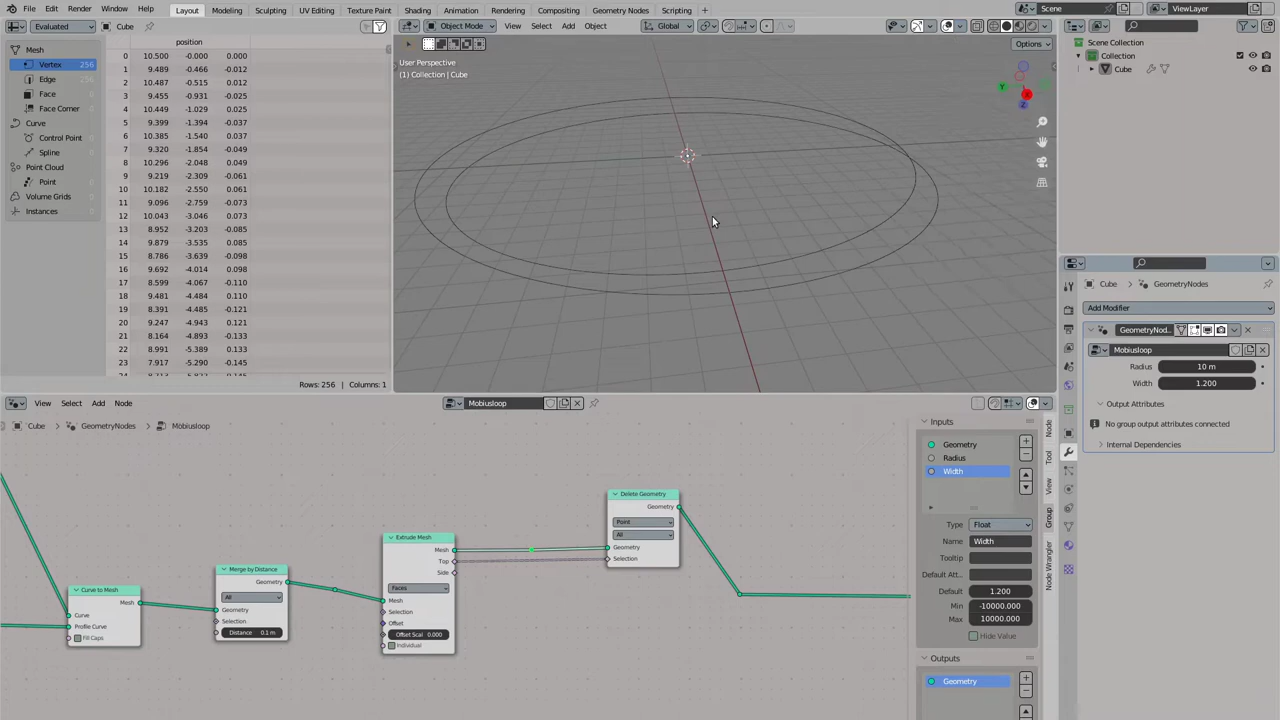 File Edit Render Window Help Layout Modeling Sculpting UV Editing Texture Paint Shading Animation Rendering Compositing Geometry Nodes Scripting Scene ViewLayer
Evaluated Cube Object Mode View Select Add Object Global
position Options
Mesh
Vertex 256
Edge
Face
Face Corner
Curve
Control Point
Spline
Point Cloud
Point
Volume Grids
Instances
0 10.500 -0.000 0.000
1 9.489 -0.466 -0.012
2 10.487 -0.515 0.012
3 9.455 -0.931 -0.025
4 10.449 -1.029 0.025
5 9.399 -1.394 -0.037
6 10.385 -1.540 0.037
7 9.320 -1.854 -0.049
8 10.296 -2.048 0.049
9 9.219 -2.309 -0.061
10 10.182 -2.550 0.061
11 9.096 -2.759 -0.073
12 10.043 -3.046 0.073
13 8.952 -3.203 -0.085
14 9.879 -3.535 0.085
15 8.786 -3.639 -0.098
16 9.692 -4.014 0.098
17 8.599 -4.067 -0.110
18 9.481 -4.484 0.110
19 8.391 -4.485 -0.121
20 9.247 -4.943 0.121
21 8.164 -4.893 -0.133
22 8.991 -5.389 0.133
23 7.917 -5.290 -0.145
Rows: 256 | Columns: 1
User Perspective
(1) Collection | Cube
Y
X
Z
Scene Collection
Collection
Cube
Cube GeometryNodes
Add Modifier
GeometryNod..
Mobiusloop
Radius 10 m
Width 1.200
Output Attributes
No group output attributes connected
Internal Dependencies
View Select Add Node Mobiusloop
Cube GeometryNodes Mobiusloop
Curve to Mesh
Mesh
Curve
Profile Curve
Fill Caps
Merge by Distance
Geometry
All
Geometry
Selection
Distance 0.1 m
Extrude Mesh
Mesh
Top
Side
Faces
Mesh
Selection
Offset
Offset Scal 0.000
Individual
Delete Geometry
Geometry
Point
All
Geometry
Selection
Inputs
Geometry
Radius
Width
Type Float
Name Width
Tooltip
Default Att..
Default 1.200
Min -10000.000
Max 10000.000
Hide Value
Outputs
Geometry
Node
Tool
View
Group
Node Wrangler